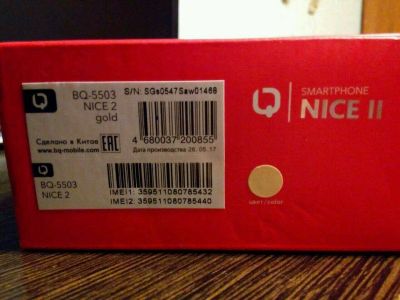 BQ-5503
NICE 2
gold
S/N: SGs0547Saw01468
4 680037 200855
Сделано в Китае
www.bq-mobile.com
EAC
Дата производства 26.05.17
BQ-5503
NICE 2
IMEI1: 359511080785432
IMEI2: 359511080785440
SMARTPHONE
NICE II
цвет/color